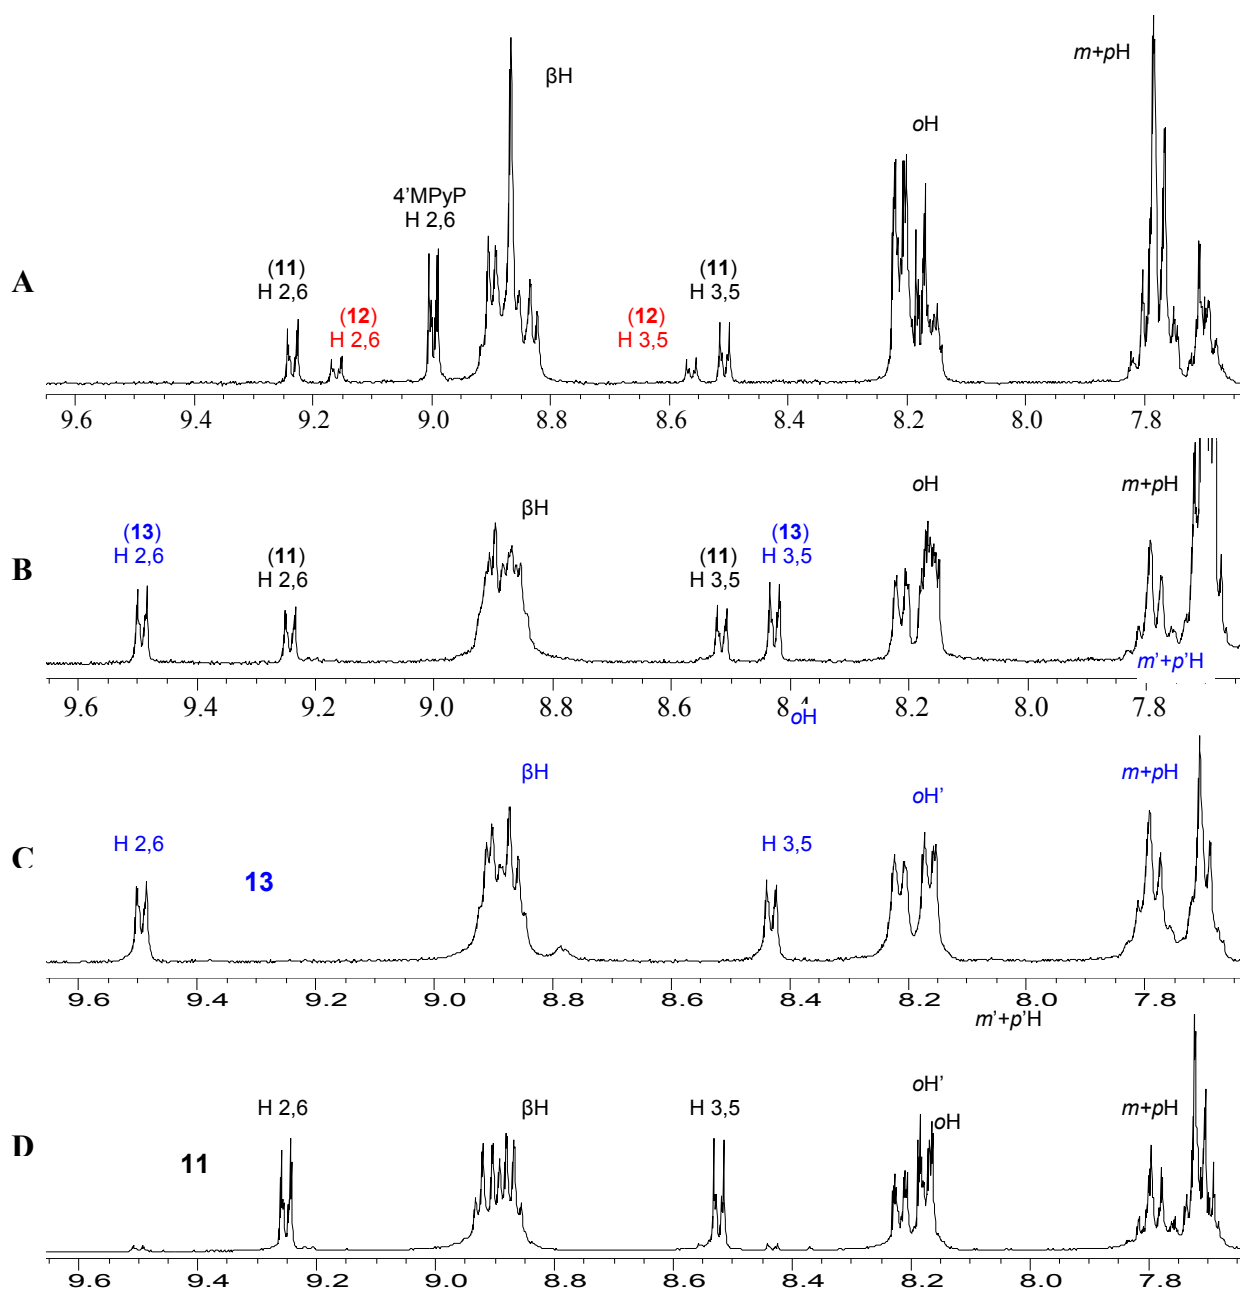 m+pH
βH
oH
4'MPyP
H 2,6
(11)
H 2,6
(12)
H 2,6
(12)
H 3,5
(11)
H 3,5
A
9.6 9.4 9.2 9.0 8.8 8.6 8.4 8.2 8.0 7.8
oH
m+pH
βH
(13)
H 2,6
(11)
H 2,6
(11)
H 3,5
(13)
H 3,5
B
m'+p'H
9.6 9.4 9.2 9.0 8.8 8.6 8.4 8.2 8.0 7.8
oH
βH
m+pH
oH'
H 2,6
H 3,5
C
13
9.6 9.4 9.2 9.0 8.8 8.6 8.4 8.2 8.0 7.8
m'+p'H
H 2,6
βH
H 3,5
oH'
m+pH
oH
D
11
9.6 9.4 9.2 9.0 8.8 8.6 8.4 8.2 8.0 7.8